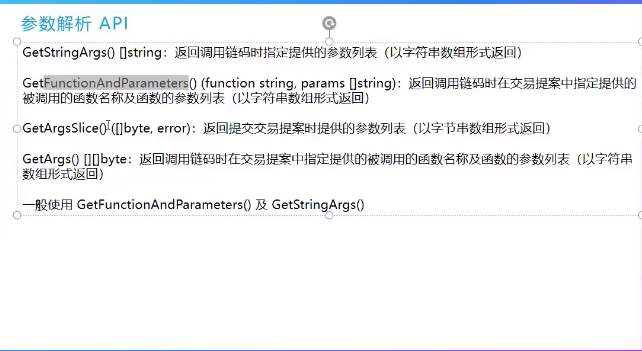 参数解析 API
GetStringArgs() []string：返回调用链码时指定提供的参数列表（以字符串数组形式返回）
GetFunctionAndParameters() (function string, params []string)：返回调用链码时在交易提案中指定提供的
被调用的函数名称及函数的参数列表（以字符串数组形式返回）
GetArgsSlice() ([]byte, error)：返回提交交易提案时提供的参数列表（以字节串数组形式返回）
GetArgs() [][]byte：返回调用链码时在交易提案中指定提供的被调用的函数名称及函数的参数列表（以字符串
数组形式返回）
一般使用 GetFunctionAndParameters() 及 GetStringArgs()